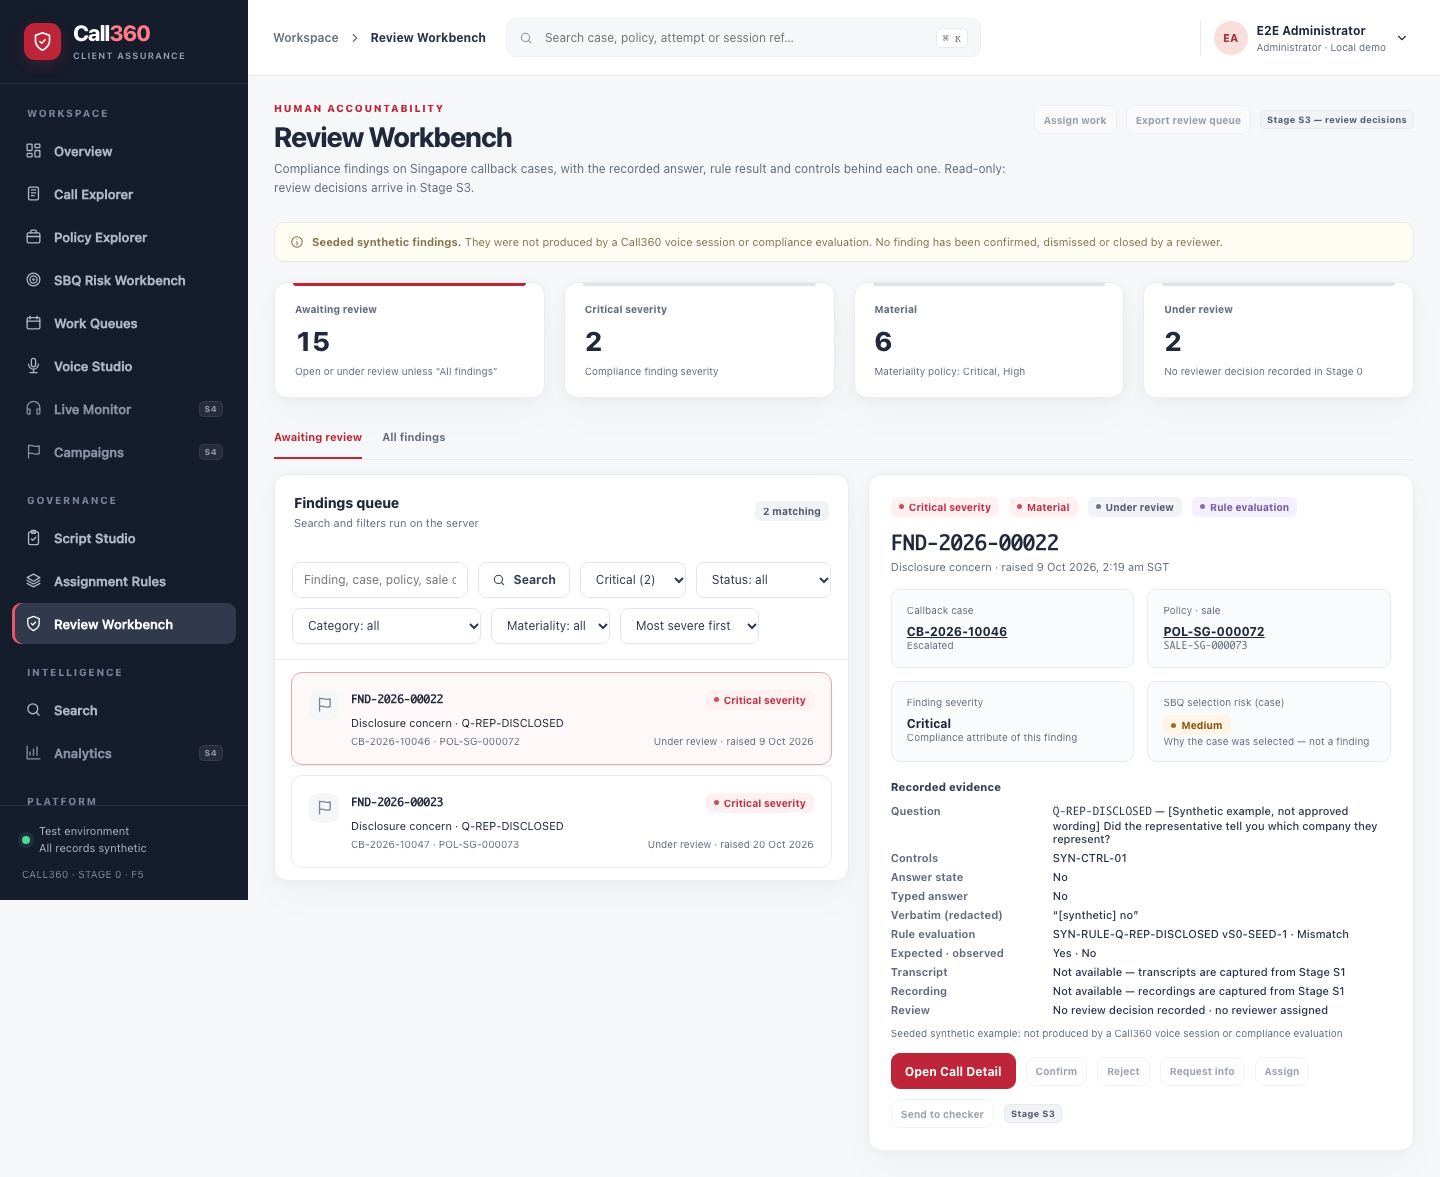 Call360
CLIENT ASSURANCE
WORKSPACE
Overview
Call Explorer
Policy Explorer
SBQ Risk Workbench
Work Queues
Voice Studio
Live Monitor S4
Campaigns S4
GOVERNANCE
Script Studio
Assignment Rules
Review Workbench
INTELLIGENCE
Search
Analytics S4
PLATFORM
Test environment
All records synthetic
CALL360 · STAGE 0 · F5
Workspace > Review Workbench
Search case, policy, attempt or session ref... ⌘ K
EA
E2E Administrator
Administrator · Local demo
HUMAN ACCOUNTABILITY
Review Workbench
Compliance findings on Singapore callback cases, with the recorded answer, rule result and controls behind each one. Read-only:
review decisions arrive in Stage S3.
Assign work Export review queue Stage S3 — review decisions
Seeded synthetic findings. They were not produced by a Call360 voice session or compliance evaluation. No finding has been confirmed, dismissed or closed by a reviewer.
Awaiting review
15
Open or under review unless “All findings”
Critical severity
2
Compliance finding severity
Material
6
Materiality policy: Critical, High
Under review
2
No reviewer decision recorded in Stage 0
Awaiting review All findings
Findings queue
Search and filters run on the server
2 matching
Finding, case, policy, sale c Search Critical (2) Status: all
Category: all Materiality: all Most severe first
FND-2026-00022 Critical severity
Disclosure concern · Q-REP-DISCLOSED
CB-2026-10046 · POL-SG-000072 Under review · raised 9 Oct 2026
FND-2026-00023 Critical severity
Disclosure concern · Q-REP-DISCLOSED
CB-2026-10047 · POL-SG-000073 Under review · raised 20 Oct 2026
Critical severity Material Under review Rule evaluation
FND-2026-00022
Disclosure concern · raised 9 Oct 2026, 2:19 am SGT
Callback case
CB-2026-10046
Escalated
Policy · sale
POL-SG-000072
SALE-SG-000073
Finding severity
Critical
Compliance attribute of this finding
SBQ selection risk (case)
Medium
Why the case was selected — not a finding
Recorded evidence
Question Q-REP-DISCLOSED — [Synthetic example, not approved
wording] Did the representative tell you which company they
represent?
Controls SYN-CTRL-01
Answer state No
Typed answer No
Verbatim (redacted) “[synthetic] no”
Rule evaluation SYN-RULE-Q-REP-DISCLOSED vS0-SEED-1 · Mismatch
Expected · observed Yes · No
Transcript Not available — transcripts are captured from Stage S1
Recording Not available — recordings are captured from Stage S1
Review No review decision recorded · no reviewer assigned
Seeded synthetic example: not produced by a Call360 voice session or compliance evaluation
Open Call Detail Confirm Reject Request info Assign
Send to checker Stage S3